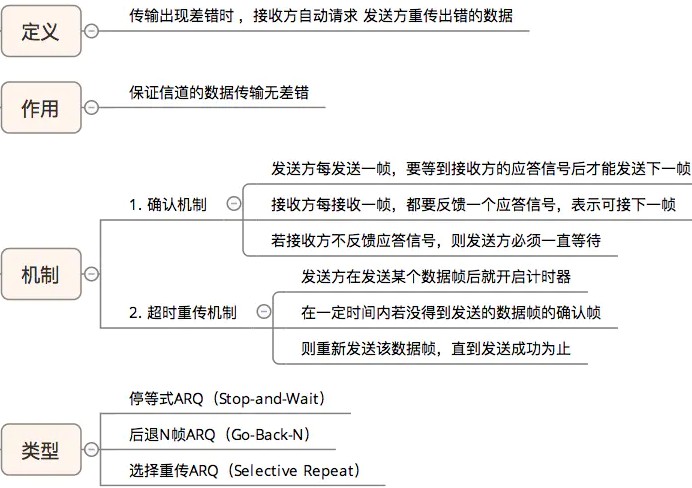 定义
传输出现差错时 ，接收方自动请求 发送方重传出错的数据
作用
保证信道的数据传输无差错
机制
1. 确认机制
发送方每发送一帧，要等到接收方的应答信号后才能发送下一帧
接收方每接收一帧，都要反馈一个应答信号，表示可接下一帧
若接收方不反馈应答信号，则发送方必须一直等待
2. 超时重传机制
发送方在发送某个数据帧后就开启计时器
在一定时间内若没得到发送的数据帧的确认帧
则重新发送该数据帧，直到发送成功为止
类型
停等式ARQ（Stop-and-Wait）
后退N帧ARQ（Go-Back-N）
选择重传ARQ（Selective Repeat）